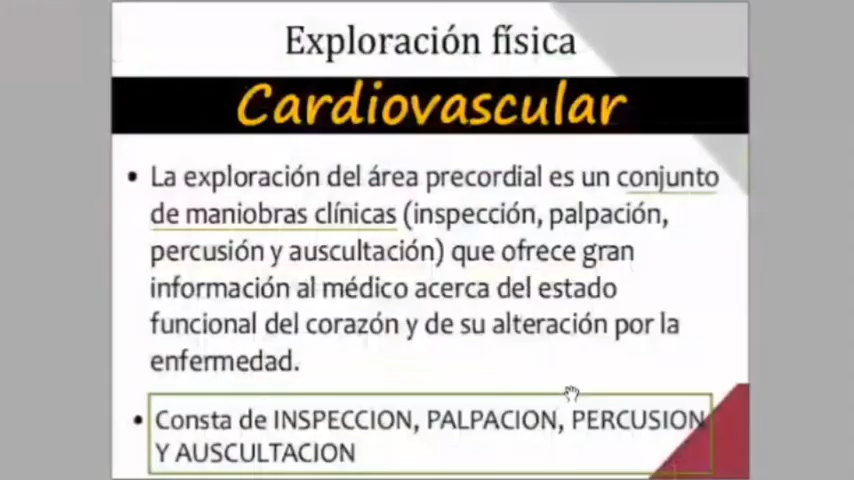 Exploración física
Cardiovascular
• La exploración del área precordial es un conjunto
de maniobras clínicas (inspección, palpación,
percusión y auscultación) que ofrece gran
información al médico acerca del estado
funcional del corazón y de su alteración por la
enfermedad.
• Consta de INSPECCION, PALPACION, PERCUSION
Y AUSCULTACION